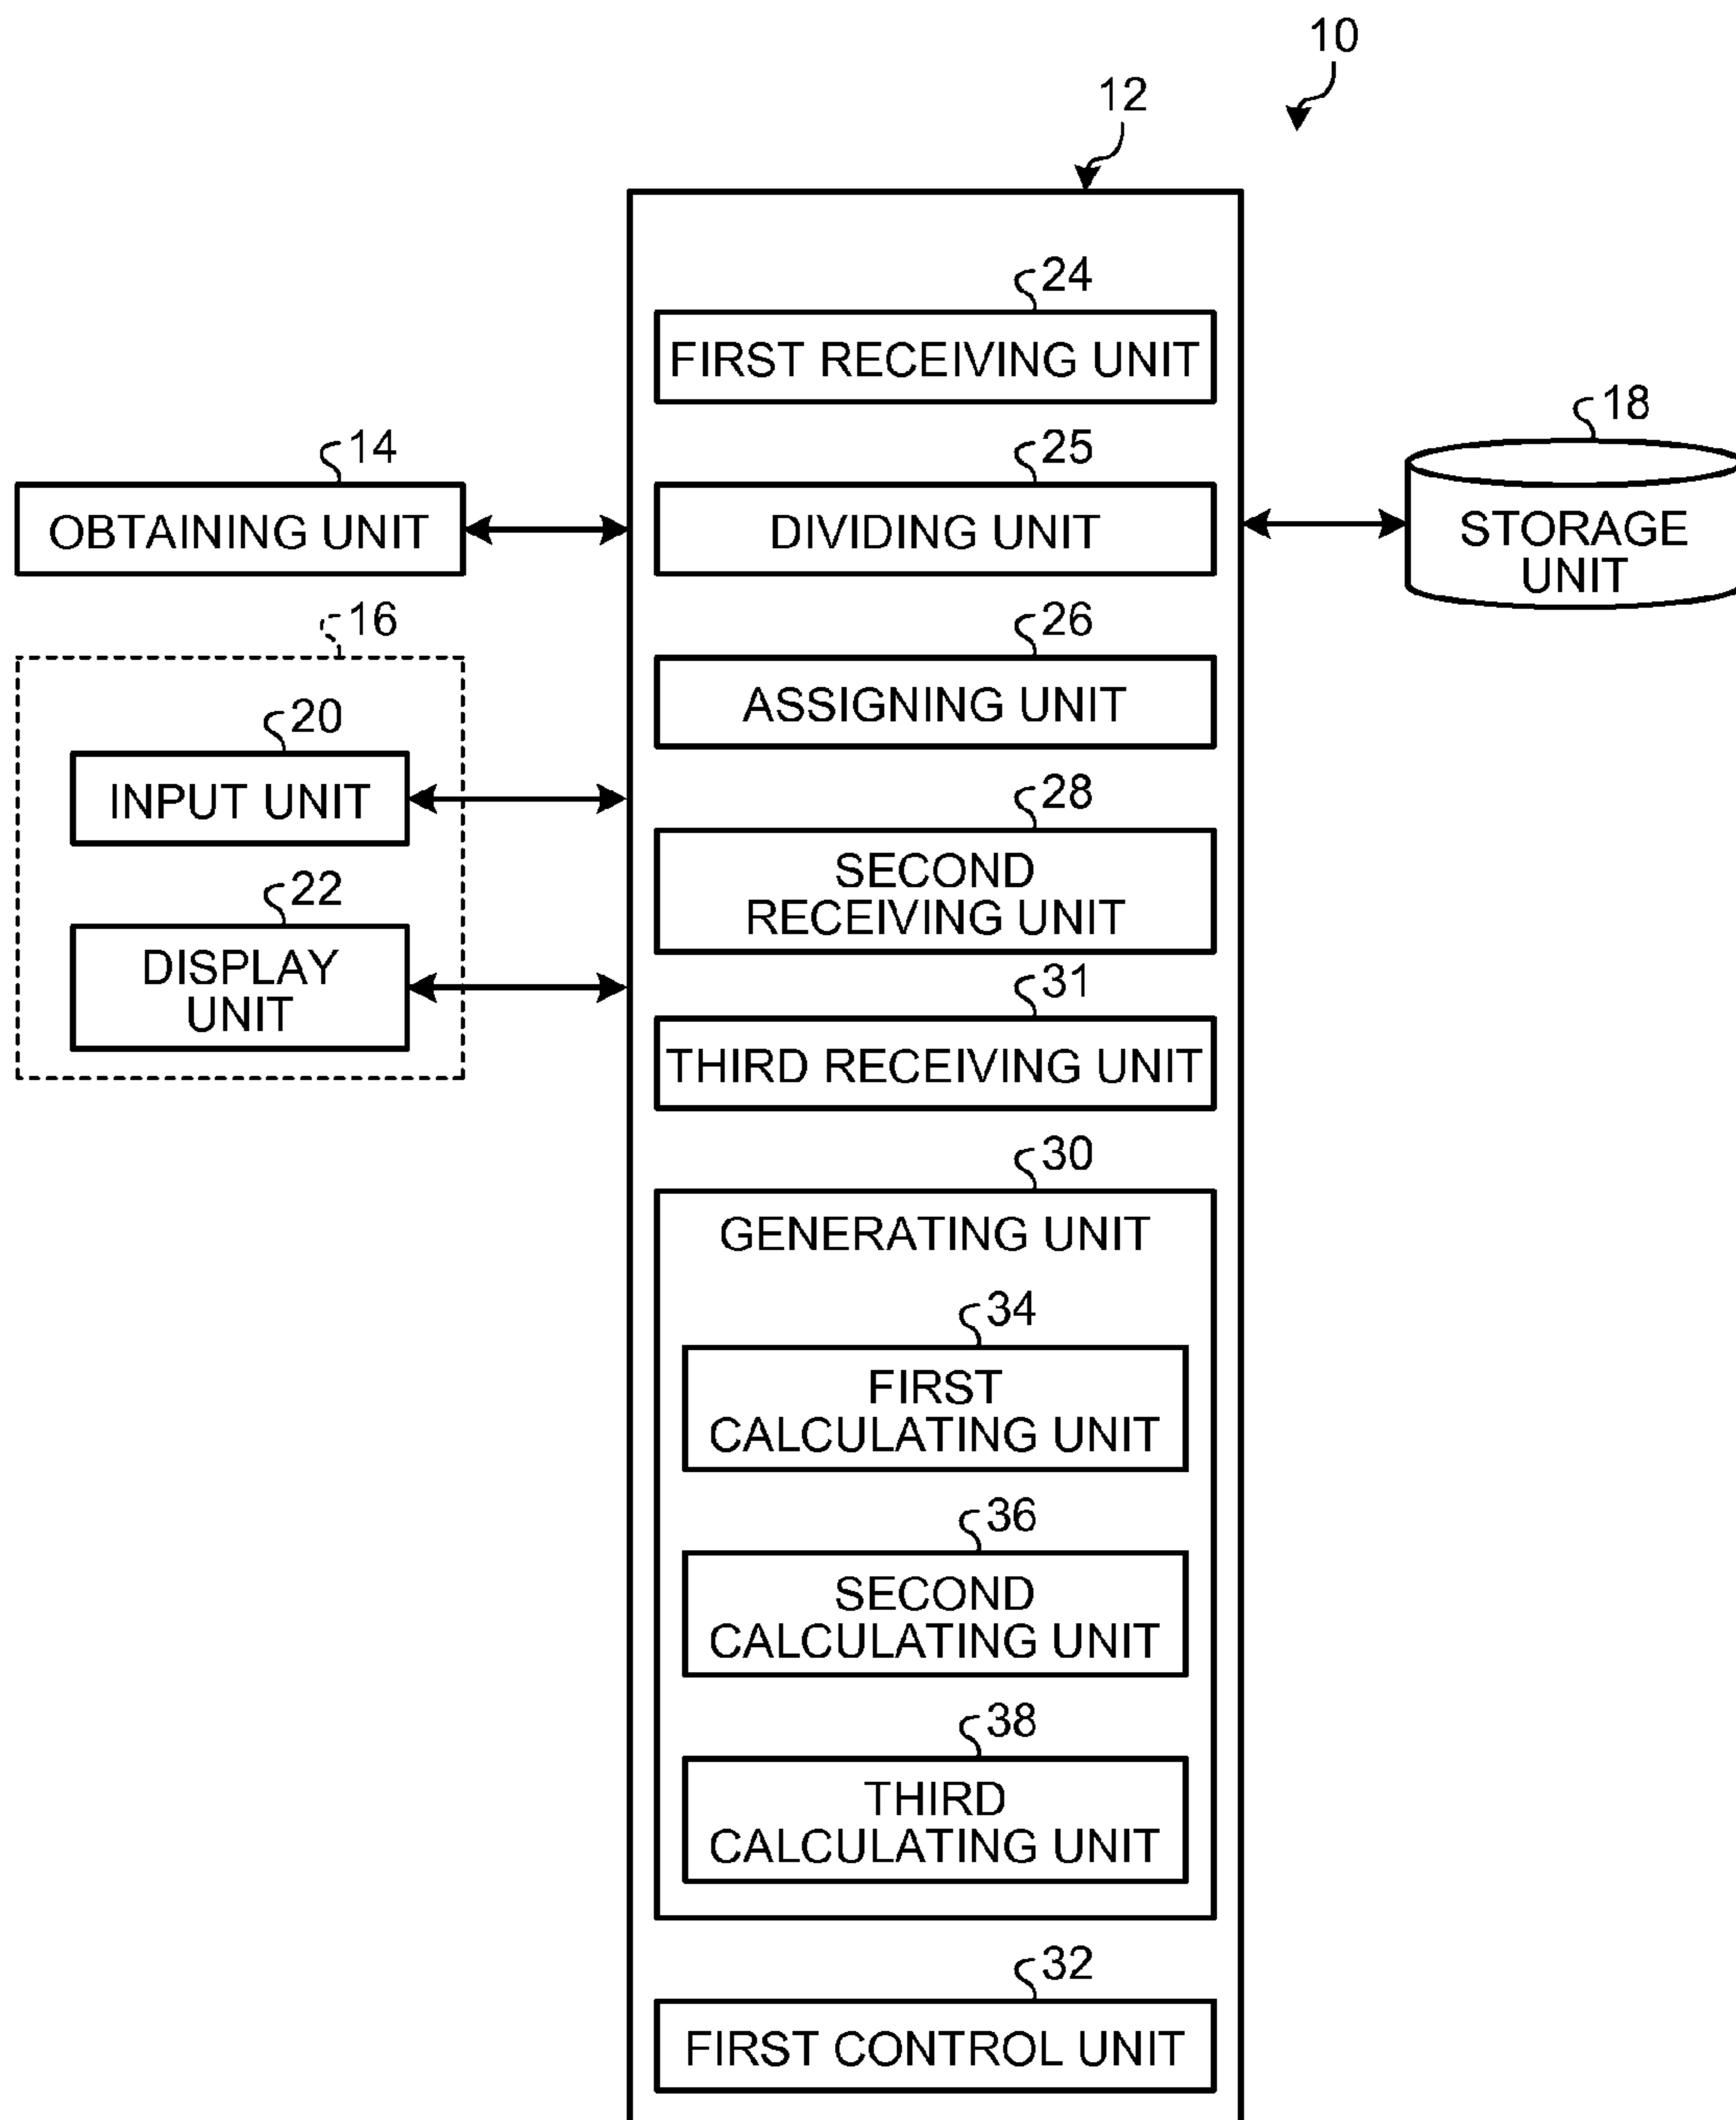 10
12
24
FIRST RECEIVING UNIT
14
OBTAINING UNIT
25
DIVIDING UNIT
18
STORAGE
UNIT
16
26
ASSIGNING UNIT
20
INPUT UNIT
28
SECOND
RECEIVING UNIT
22
DISPLAY
UNIT
31
THIRD RECEIVING UNIT
30
GENERATING UNIT
34
FIRST
CALCULATING UNIT
36
SECOND
CALCULATING UNIT
38
THIRD
CALCULATING UNIT
32
FIRST CONTROL UNIT